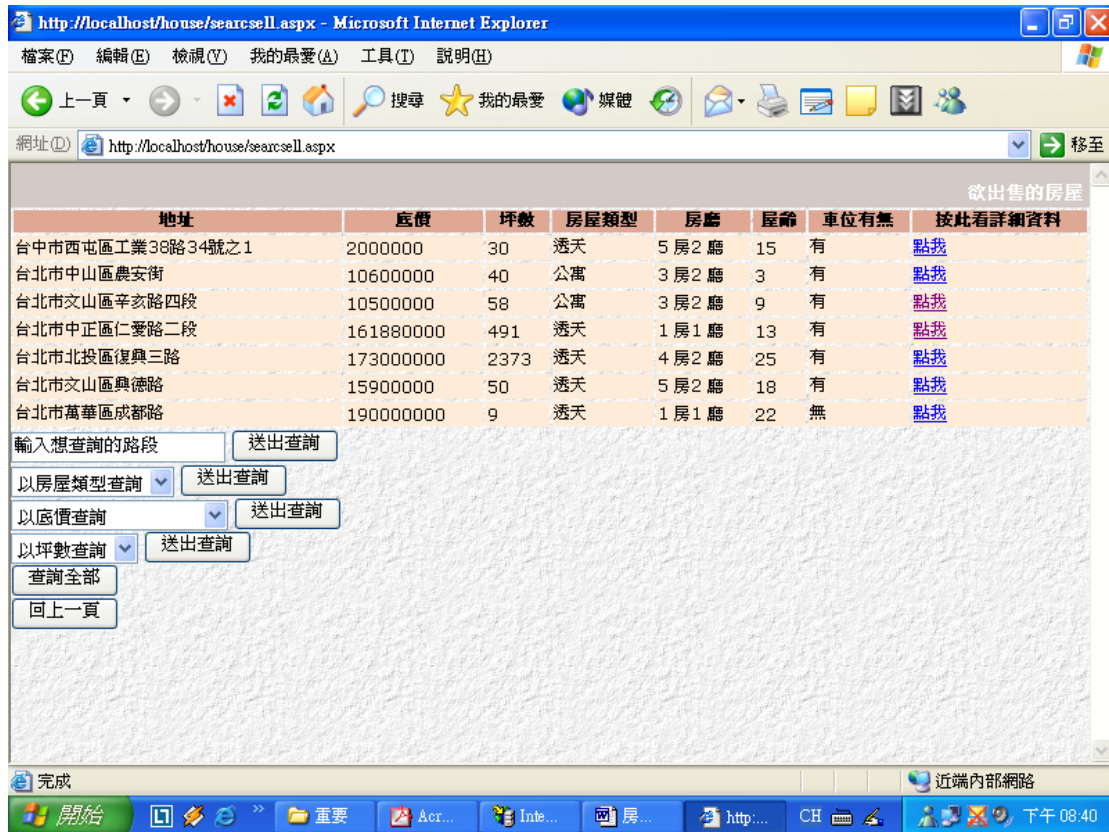 http://localhost/house/searcsell.aspx - Microsoft Internet Explorer
檔案(F) 編輯(E) 檢視(V) 我的最愛(A) 工具(T) 說明(H)
上一頁 搜尋 我的最愛 媒體
網址(D) http://localhost/house/searcsell.aspx 移至
欲出售的房屋
地址 底價 坪數 房屋類型 房廳 屋齡 車位有無 按此看詳細資料
台中市西屯區工業38路34號之1 2000000 30 透天 5房2廳 15 有 點我
台北市中山區農安街 10600000 40 公寓 3房2廳 3 有 點我
台北市文山區辛亥路四段 10500000 58 公寓 3房2廳 9 有 點我
台北市中正區仁愛路二段 161880000 491 透天 1房1廳 13 有 點我
台北市北投區復興三路 173000000 2373 透天 4房2廳 25 有 點我
台北市文山區興德路 15900000 50 透天 5房2廳 18 有 點我
台北市萬華區成都路 190000000 9 透天 1房1廳 22 無 點我
輸入想查詢的路段 送出查詢
以房屋類型查詢 送出查詢
以底價查詢 送出查詢
以坪數查詢 送出查詢
查詢全部
回上一頁
完成 近端內部網路
開始 重要 Acr... Inte... 房... http:... CH 下午 08:40